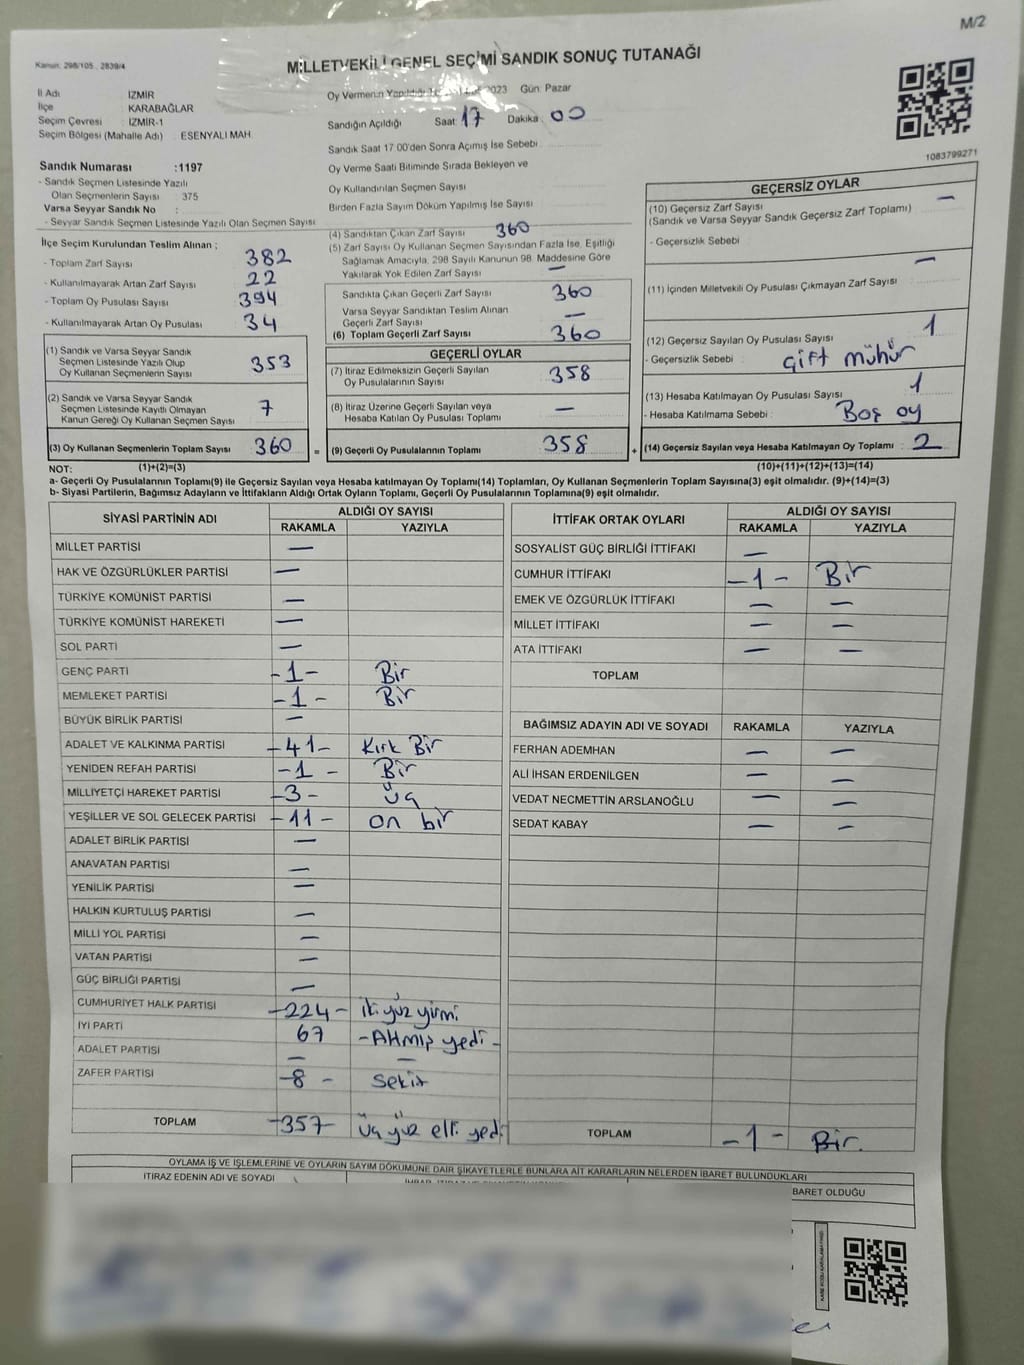 M/2
Kanun: 298/105, 2839/4
MİLLETVEKİLİ GENEL SEÇİMİ SANDIK SONUÇ TUTANAĞI
İl Adı IZMIR
İlçe KARABAĞLAR
Seçim Çevresi : IZMIR-1
Seçim Bölgesi (Mahalle Adı) : ESENYALI MAH.
Oy Vermenin Yapıldığı 2023 Gün: Pazar
Sandığın Açıldığı Saat: 17 Dakika : 00
Sandık Saat 17 00'den Sonra Açımış İse Sebebi
1083799271
Sandık Numarası :1197
- Sandık Seçmen Listesinde Yazılı
Olan Seçmenlerin Sayısı : 375
Varsa Seyyar Sandık No :
- Seyyar Sandık Seçmen Listesinde Yazılı Olan Seçmen Sayısı
Oy Verme Saati Bitiminde Sırada Bekleyen ve
Oy Kullandırılan Seçmen Sayısı
Birden Fazla Sayım Döküm Yapılmış İse Sayısı
İlçe Seçim Kurulundan Teslim Alınan ;
- Toplam Zarf Sayısı 382
- Kullanılmayarak Artan Zarf Sayısı 22
- Toplam Oy Pusulası Sayısı 394
- Kullanılmayarak Artan Oy Pusulası 34
(4) Sandıktan Çıkan Zarf Sayısı 360
(5) Zarf Sayısı Oy Kullanan Seçmen Sayısından Fazla İse, Eşitliği
Sağlamak Amacıyla, 298 Sayılı Kanunun 98. Maddesine Göre
Yakılarak Yok Edilen Zarf Sayısı —
Sandıkta Çıkan Geçerli Zarf Sayısı 360
Varsa Seyyar Sandıktan Teslim Alınan
Geçerli Zarf Sayısı —
(6) Toplam Geçerli Zarf Sayısı 360
GEÇERSİZ OYLAR
(10) Geçersiz Zarf Sayısı —
(Sandık ve Varsa Seyyar Sandık Geçersiz Zarf Toplamı)
- Geçersizlik Sebebi
(11) İçinden Milletvekili Oy Pusulası Çıkmayan Zarf Sayısı —
(12) Geçersiz Sayılan Oy Pusulası Sayısı 1
- Geçersizlik Sebebi : çift mühür
(13) Hesaba Katılmayan Oy Pusulası Sayısı 1
- Hesaba Katılmama Sebebi : Boş oy
(14) Geçersiz Sayılan veya Hesaba Katılmayan Oy Toplamı : 2
(10)+(11)+(12)+(13)=(14)
(1) Sandık ve Varsa Seyyar Sandık
Seçmen Listesinde Yazılı Olup
Oy Kullanan Seçmenlerin Sayısı 353
(2) Sandık ve Varsa Seyyar Sandık
Seçmen Listesinde Kayıtlı Olmayan
Kanun Gereği Oy Kullanan Seçmen Sayısı 7
(3) Oy Kullanan Seçmenlerin Toplam Sayısı 360 =
GEÇERLİ OYLAR
(7) İtiraz Edilmeksizin Geçerli Sayılan
Oy Pusulalarının Sayısı 358
(8) İtiraz Üzerine Geçerli Sayılan veya
Hesaba Katılan Oy Pusulası Toplamı —
(9) Geçerli Oy Pusulalarının Toplamı 358 +
NOT: (1)+(2)=(3)
a- Geçerli Oy Pusulalarının Toplamı(9) ile Geçersiz Sayılan veya Hesaba katılmayan Oy Toplamı(14) Toplamları, Oy Kullanan Seçmenlerin Toplam Sayısına(3) eşit olmalıdır. (9)+(14)=(3)
b- Siyasi Partilerin, Bağımsız Adayların ve İttifakların Aldığı Ortak Oyların Toplamı, Geçerli Oy Pusulalarının Toplamına(9) eşit olmalıdır.
SİYASİ PARTİNİN ADI ALDIĞI OY SAYISI
RAKAMLA YAZIYLA
MİLLET PARTİSİ —
HAK VE ÖZGÜRLÜKLER PARTİSİ —
TÜRKİYE KOMÜNİST PARTİSİ —
TÜRKİYE KOMÜNİST HAREKETİ —
SOL PARTİ —
GENÇ PARTİ -1- Bir
MEMLEKET PARTİSİ -1- Bir
BÜYÜK BİRLİK PARTİSİ —
ADALET VE KALKINMA PARTİSİ -41- Kırk Bir
YENİDEN REFAH PARTİSİ -1- Bir
MİLLİYETÇİ HAREKET PARTİSİ -3- üç
YEŞİLLER VE SOL GELECEK PARTİSİ -11- on bir
ADALET BİRLİK PARTİSİ —
ANAVATAN PARTİSİ —
YENİLİK PARTİSİ —
HALKIN KURTULUŞ PARTİSİ —
MİLLİ YOL PARTİSİ —
VATAN PARTİSİ —
GÜÇ BİRLİĞİ PARTİSİ —
CUMHURİYET HALK PARTİSİ -224- iki yüz yirmi
İYİ PARTİ 67 -Altmış yedi-
ADALET PARTİSİ — —
ZAFER PARTİSİ -8- sekiz
TOPLAM -357- üç yüz elli yedi
İTTİFAK ORTAK OYLARI ALDIĞI OY SAYISI
RAKAMLA YAZIYLA
SOSYALİST GÜÇ BİRLİĞİ İTTİFAKI —
CUMHUR İTTİFAKI -1- Bir
EMEK VE ÖZGÜRLÜK İTTİFAKI — —
MİLLET İTTİFAKI — —
ATA İTTİFAKI — —
TOPLAM
BAĞIMSIZ ADAYIN ADI VE SOYADI RAKAMLA YAZIYLA
FERHAN ADEMHAN — —
ALİ İHSAN ERDENİLGEN — —
VEDAT NECMETTİN ARSLANOĞLU — —
SEDAT KABAY — —
TOPLAM -1- Bir.
OYLAMA İŞ VE İŞLEMLERİNE VE OYLARIN SAYIM DÖKÜMÜNE DAİR ŞİKAYETLERLE BUNLARA AİT KARARLARIN NELERDEN İBARET BULUNDUKLARI
İTİRAZ EDENİN ADI VE SOYADI
BARET OLDUĞU